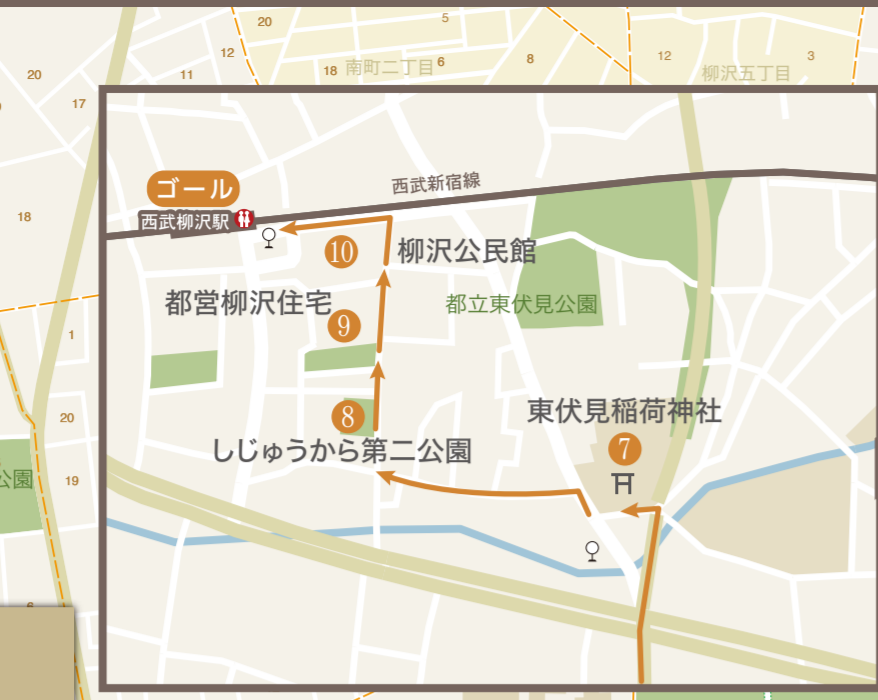 20
5
12
南町二丁目
6
18
8
12
3
柳沢五丁目
11
20
17
18
1
20
19
公園
6
ゴール
西武柳沢駅
西武新宿線
⑩
柳沢公民館
都営柳沢住宅
⑨
都立東伏見公園
⑧
しじゅうから第二公園
東伏見稲荷神社
⑦